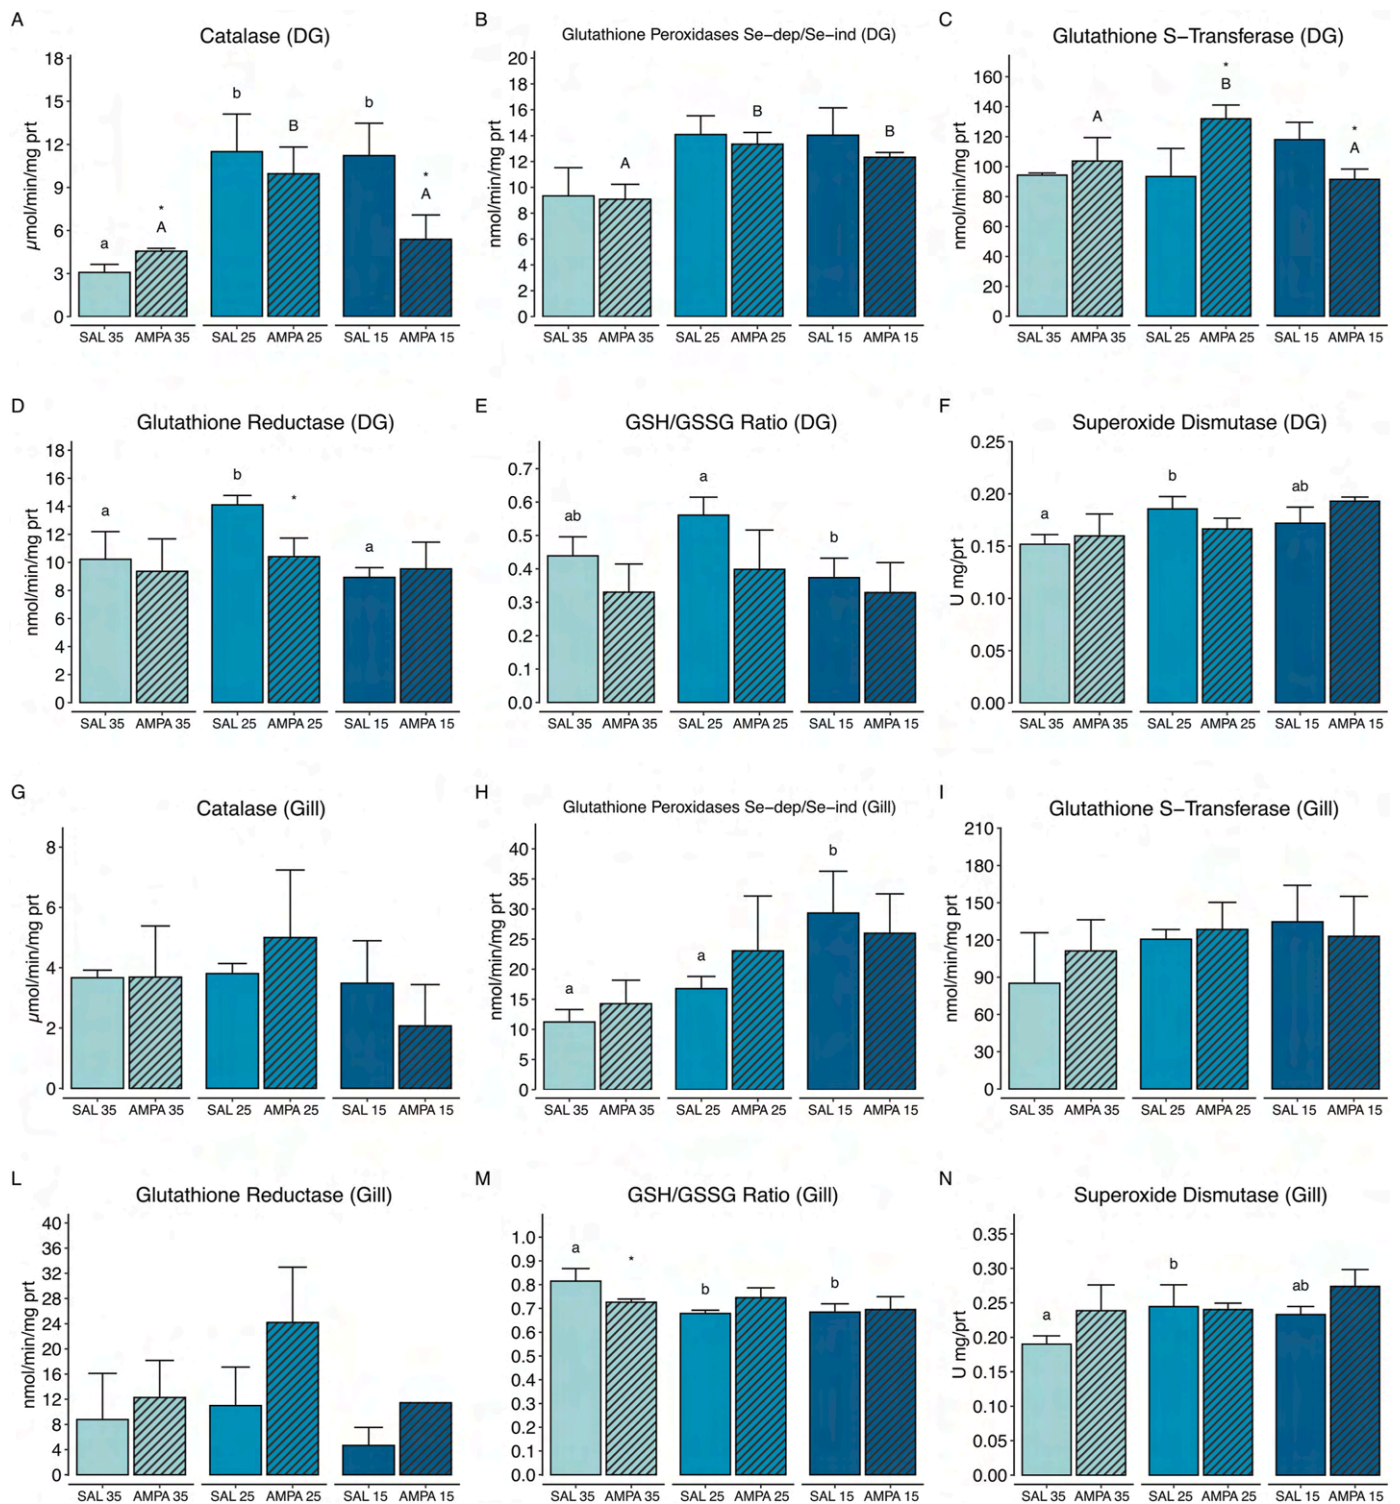 A
Catalase (DG)
µmol/min/mg prt
18
15
12
9
6
3
0
a
*
A
b
B
b
*
A
SAL 35 AMPA 35 SAL 25 AMPA 25 SAL 15 AMPA 15
B
Glutathione Peroxidases Se−dep/Se−ind (DG)
nmol/min/mg prt
20
18
16
14
12
10
8
6
4
2
0
A
B
B
SAL 35 AMPA 35 SAL 25 AMPA 25 SAL 15 AMPA 15
C
Glutathione S−Transferase (DG)
nmol/min/mg prt
160
140
120
100
80
60
40
20
0
A
*
B
*
A
SAL 35 AMPA 35 SAL 25 AMPA 25 SAL 15 AMPA 15
D
Glutathione Reductase (DG)
nmol/min/mg prt
18
16
14
12
10
8
6
4
2
0
a
b
*
a
SAL 35 AMPA 35 SAL 25 AMPA 25 SAL 15 AMPA 15
E
GSH/GSSG Ratio (DG)
0.7
0.6
0.5
0.4
0.3
0.2
0.1
0.0
ab
a
b
SAL 35 AMPA 35 SAL 25 AMPA 25 SAL 15 AMPA 15
F
Superoxide Dismutase (DG)
U mg/prt
0.25
0.20
0.15
0.10
0.05
0.00
a
b
ab
SAL 35 AMPA 35 SAL 25 AMPA 25 SAL 15 AMPA 15
G
Catalase (Gill)
µmol/min/mg prt
8
6
4
2
0
SAL 35 AMPA 35 SAL 25 AMPA 25 SAL 15 AMPA 15
H
Glutathione Peroxidases Se−dep/Se−ind (Gill)
nmol/min/mg prt
40
35
30
25
20
15
10
5
0
a
a
b
SAL 35 AMPA 35 SAL 25 AMPA 25 SAL 15 AMPA 15
I
Glutathione S−Transferase (Gill)
nmol/min/mg prt
210
180
150
120
90
60
30
0
SAL 35 AMPA 35 SAL 25 AMPA 25 SAL 15 AMPA 15
L
Glutathione Reductase (Gill)
nmol/min/mg prt
40
36
32
28
24
20
16
12
8
4
0
SAL 35 AMPA 35 SAL 25 AMPA 25 SAL 15 AMPA 15
M
GSH/GSSG Ratio (Gill)
1.0
0.9
0.8
0.7
0.6
0.5
0.4
0.3
0.2
0.1
0.0
a
*
b
b
SAL 35 AMPA 35 SAL 25 AMPA 25 SAL 15 AMPA 15
N
Superoxide Dismutase (Gill)
U mg/prt
0.35
0.30
0.25
0.20
0.15
0.10
0.05
0.00
a
b
ab
SAL 35 AMPA 35 SAL 25 AMPA 25 SAL 15 AMPA 15